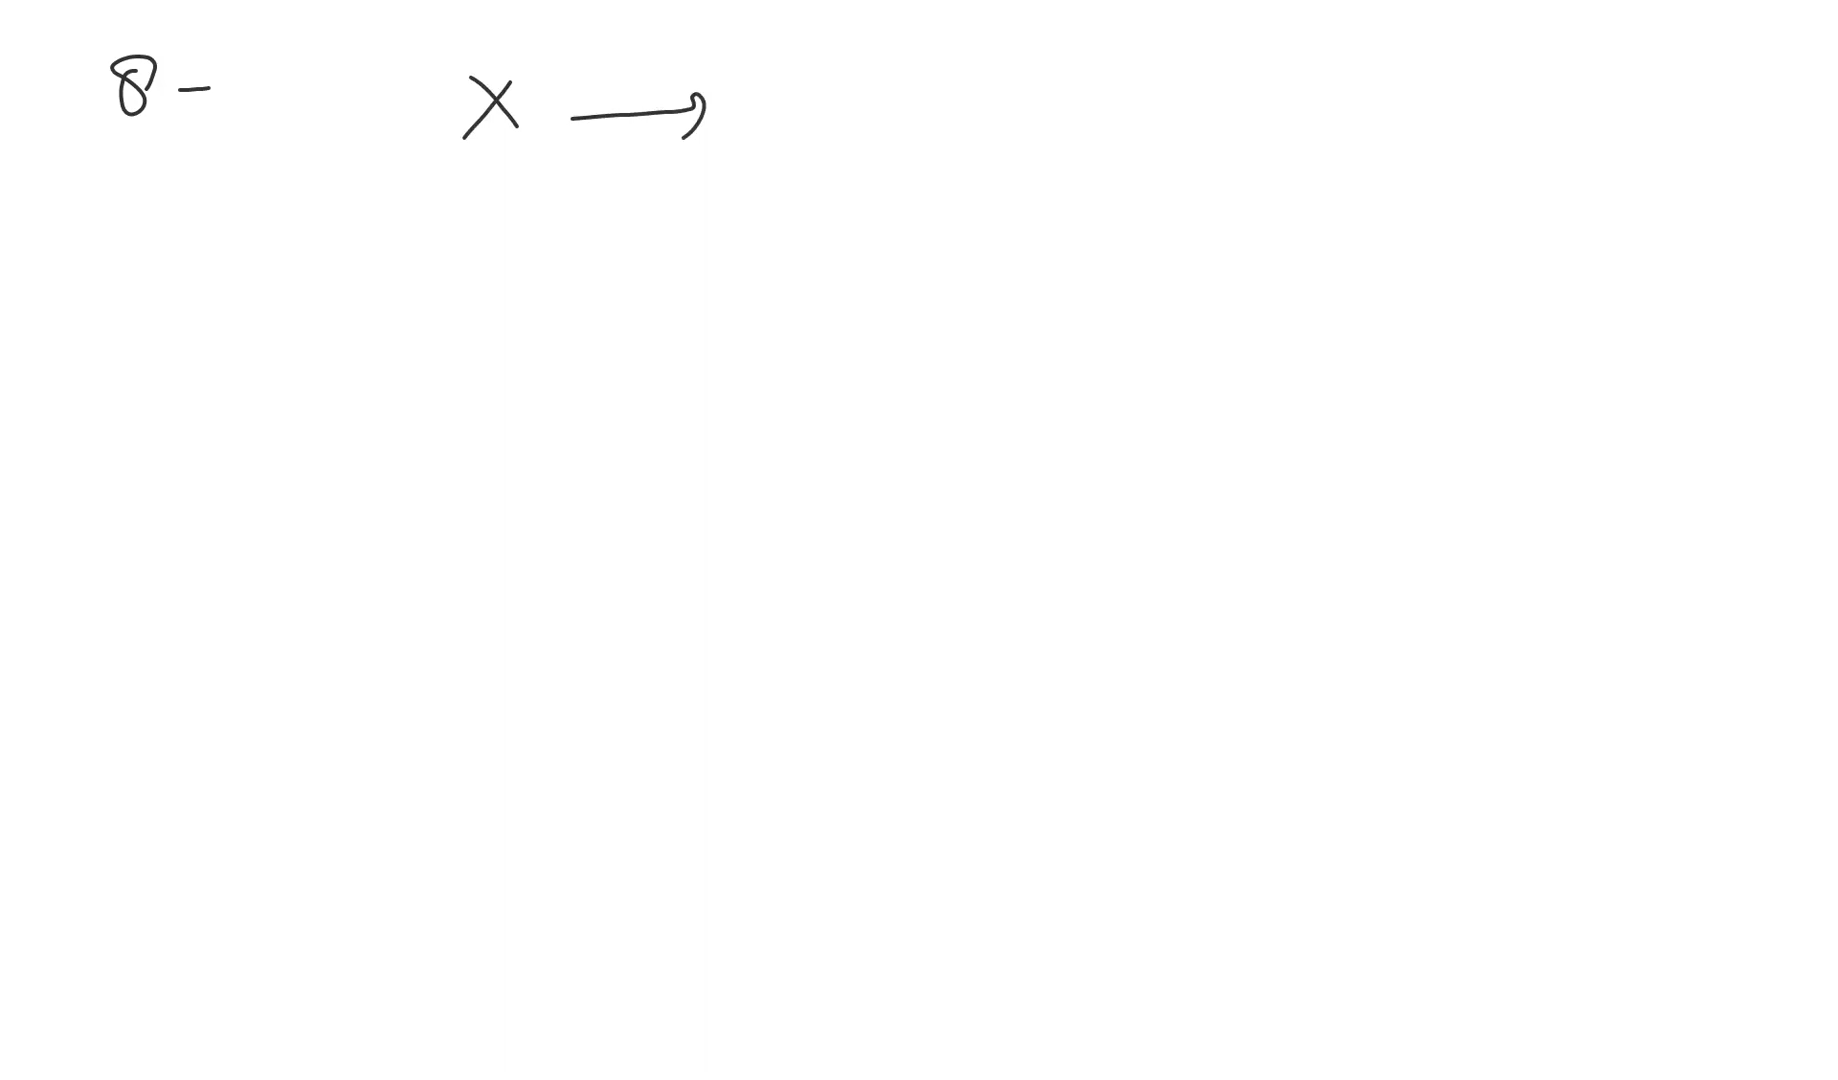 8- X →